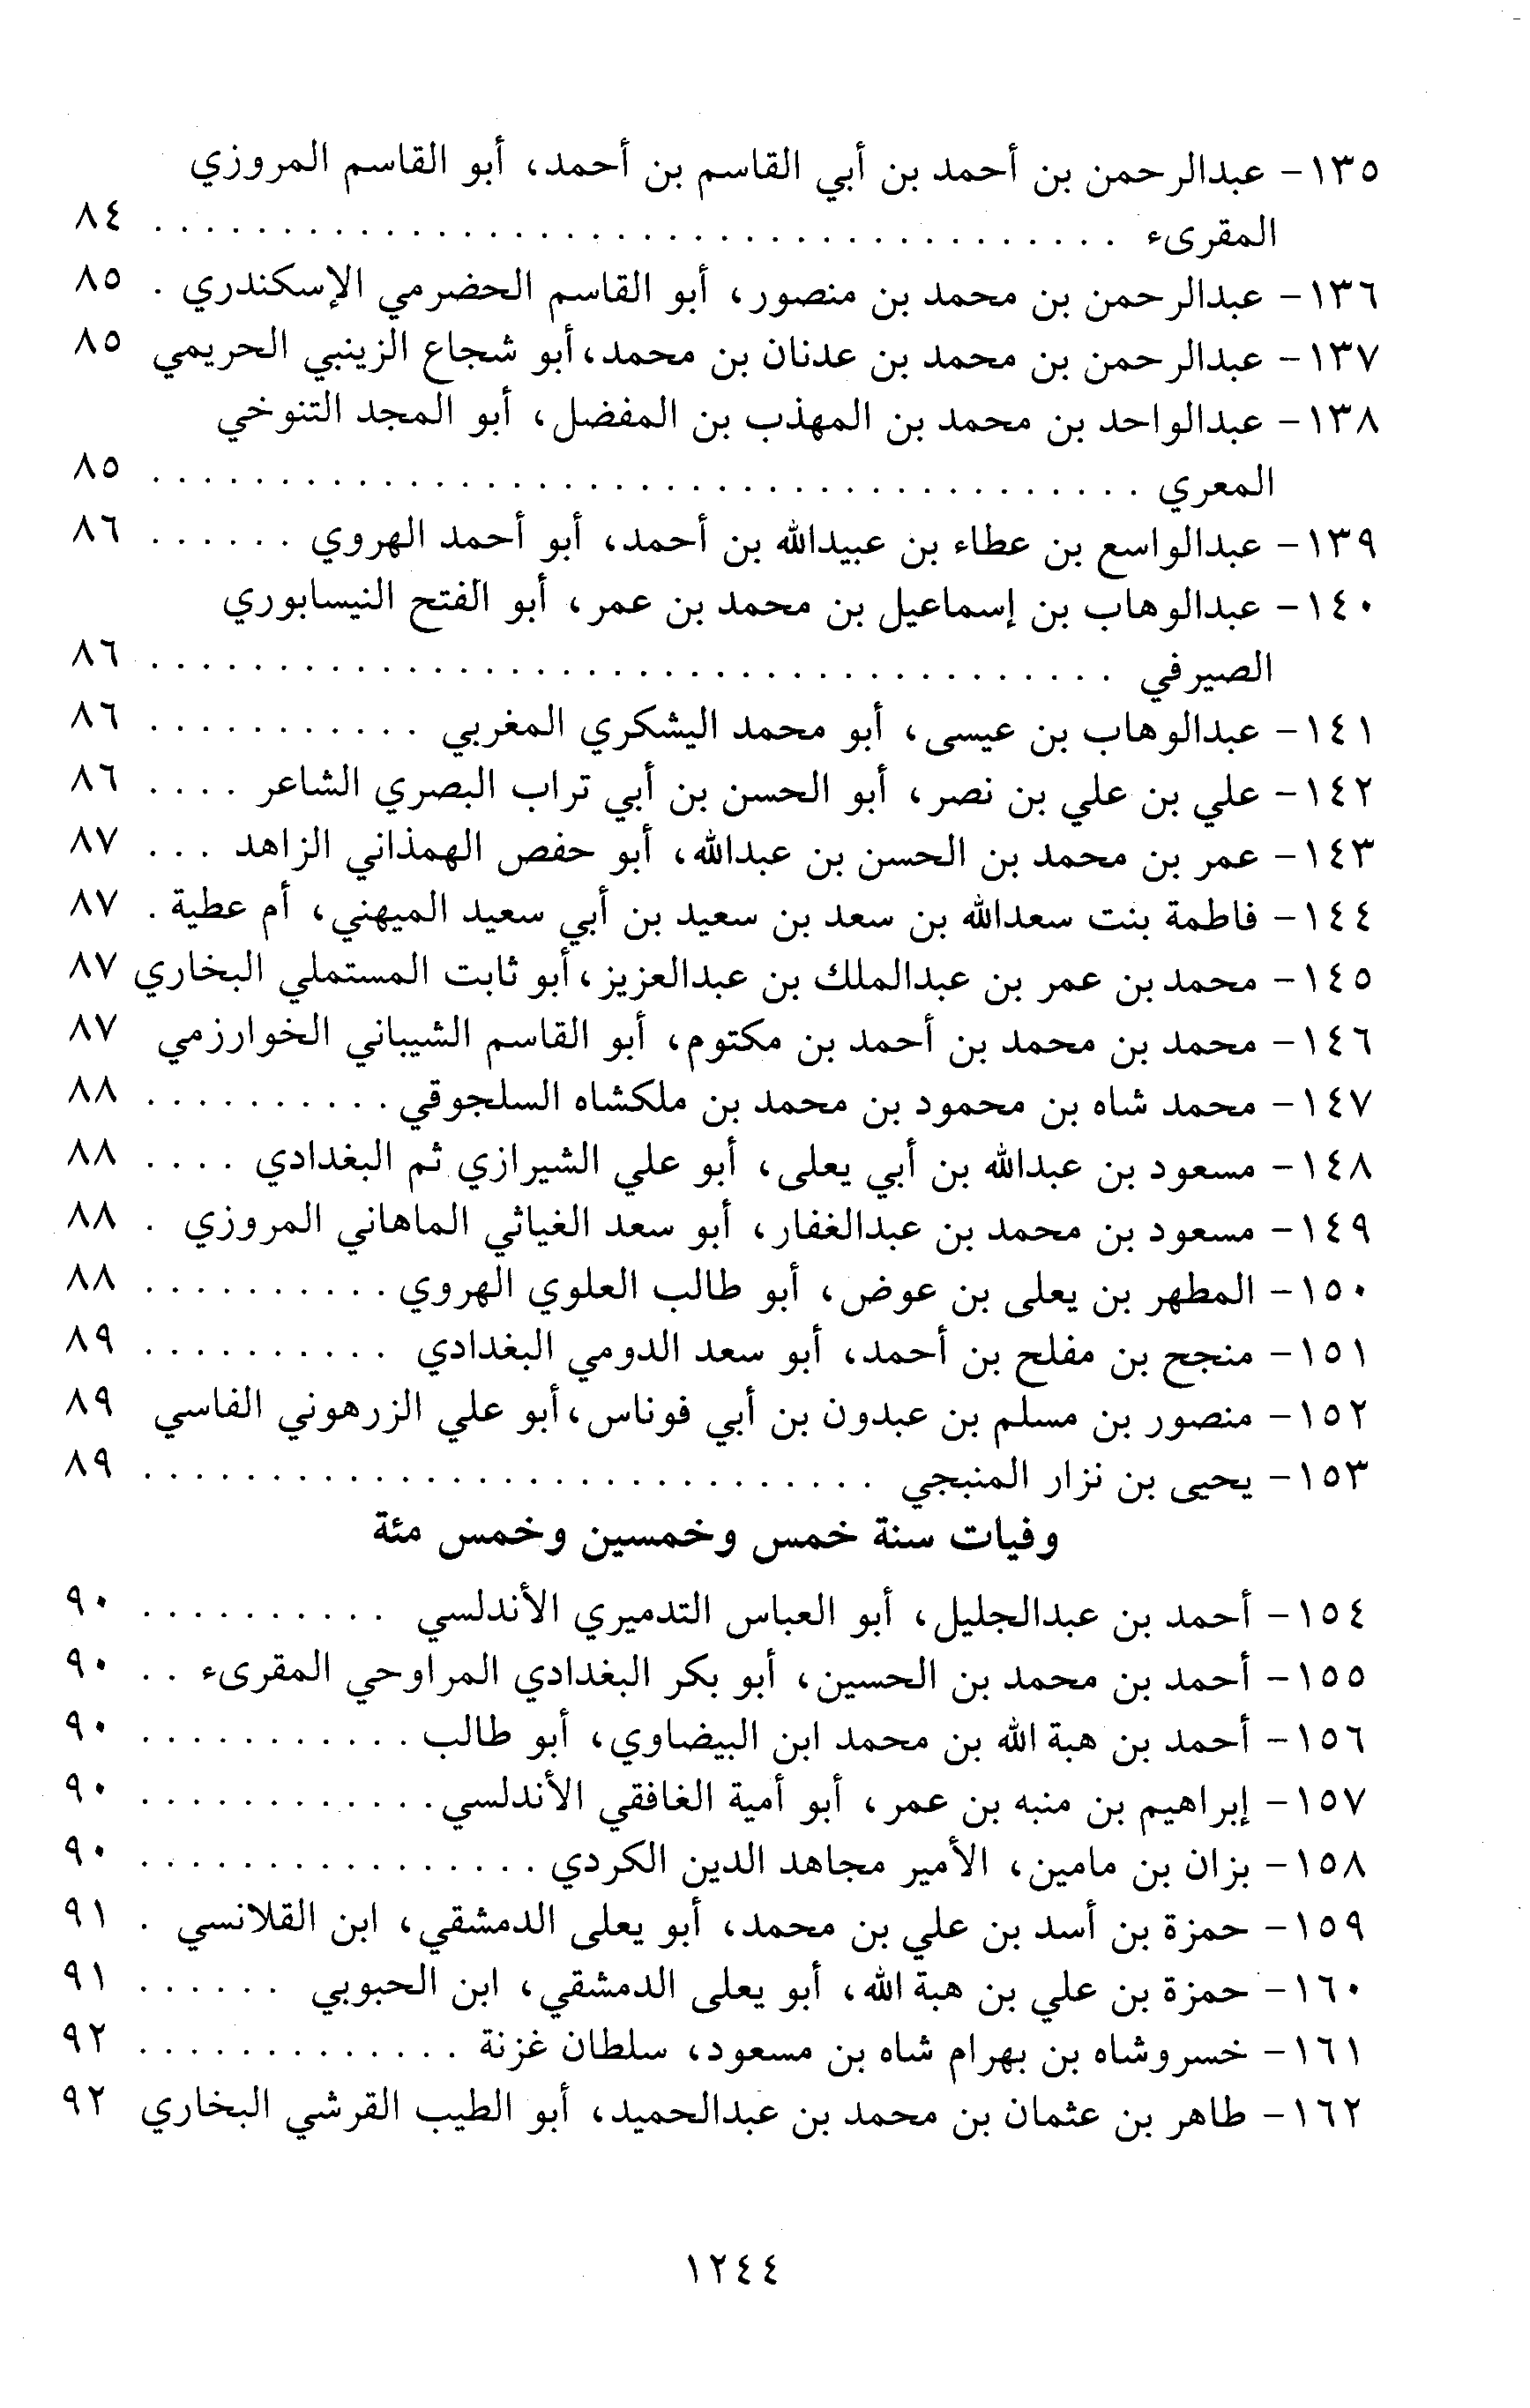 ١٣٥- عبدالرحمن بن أحمد بن أبي القاسم بن أحمد، أبو القاسم المروزي
المقرىء . . . . . . . . . . . . . . . . . . . . . . . . . . . . . . . . . . . . . . ٨٤
١٣٦- عبدالرحمن بن محمد بن منصور، أبو القاسم الحضرمي الإسكندري . ٨٥
١٣٧- عبدالرحمن بن محمد بن عدنان بن محمد، أبو شجاع الزينبي الحريمي ٨٥
١٣٨- عبدالواحد بن محمد بن المهذب بن المفضل، أبو المجد التنوخي
المعري . . . . . . . . . . . . . . . . . . . . . . . . . . . . . . . . . . . . . . . ٨٥
١٣٩- عبدالواسع بن عطاء بن عبيدالله بن أحمد، أبو أحمد الهروي . . . . . . ٨٦
١٤٠- عبدالوهاب بن إسماعيل بن محمد بن عمر، أبو الفتح النيسابوري
الصيرفي . . . . . . . . . . . . . . . . . . . . . . . . . . . . . . . . . . . . . . ٨٦
١٤١- عبدالوهاب بن عيسى، أبو محمد اليشكري المغربي . . . . . . . . . . . ٨٦
١٤٢- علي بن علي بن نصر، أبو الحسن بن أبي تراب البصري الشاعر . . . . ٨٦
١٤٣- عمر بن محمد بن الحسن بن عبدالله، أبو حفص الهمذاني الزاهد . . . ٨٧
١٤٤- فاطمة بنت سعدالله بن سعد بن سعيد بن أبي سعيد الميهني، أم عطية . ٨٧
١٤٥- محمد بن عمر بن عبدالملك بن عبدالعزيز، أبو ثابت المستملي البخاري ٨٧
١٤٦- محمد بن محمد بن أحمد بن مكتوم، أبو القاسم الشيباني الخوارزمي ٨٧
١٤٧- محمد شاه بن محمود بن محمد بن ملكشاه السلجوقي . . . . . . . . . . ٨٨
١٤٨- مسعود بن عبدالله بن أبي يعلى، أبو علي الشيرازي ثم البغدادي . . . . ٨٨
١٤٩- مسعود بن محمد بن عبدالغفار، أبو سعد الغياثي الماهاني المروزي . ٨٨
١٥٠- المطهر بن يعلى بن عوض، أبو طالب العلوي الهروي . . . . . . . . . . ٨٨
١٥١- منجح بن مفلح بن أحمد، أبو سعد الدومي البغدادي . . . . . . . . . . ٨٩
١٥٢- منصور بن مسلم بن عبدون بن أبي فوناس، أبو علي الزرهوني الفاسي ٨٩
١٥٣- يحيى بن نزار المنبجي . . . . . . . . . . . . . . . . . . . . . . . . . . . . . ٨٩
وفيات سنة خمس وخمسين وخمس مئة
١٥٤- أحمد بن عبدالجليل، أبو العباس التدميري الأندلسي . . . . . . . . . . ٩٠
١٥٥- أحمد بن محمد بن الحسين، أبو بكر البغدادي المراوحي المقرىء . . ٩٠
١٥٦- أحمد بن هبة الله بن محمد ابن البيضاوي، أبو طالب . . . . . . . . . . . ٩٠
١٥٧- إبراهيم بن منبه بن عمر، أبو أمية الغافقي الأندلسي . . . . . . . . . . . . ٩٠
١٥٨- بزان بن مامين، الأمير مجاهد الدين الكردي . . . . . . . . . . . . . . . . ٩٠
١٥٩- حمزة بن أسد بن علي بن محمد، أبو يعلى الدمشقي، ابن القلانسي . ٩١
١٦٠- حمزة بن علي بن هبة الله، أبو يعلى الدمشقي، ابن الحبوبي . . . . . . ٩١
١٦١- خسروشاه بن بهرام شاه بن مسعود، سلطان غزنة . . . . . . . . . . . . . ٩٢
١٦٢- طاهر بن عثمان بن محمد بن عبدالحميد، أبو الطيب القرشي البخاري ٩٢
١٢٤٤